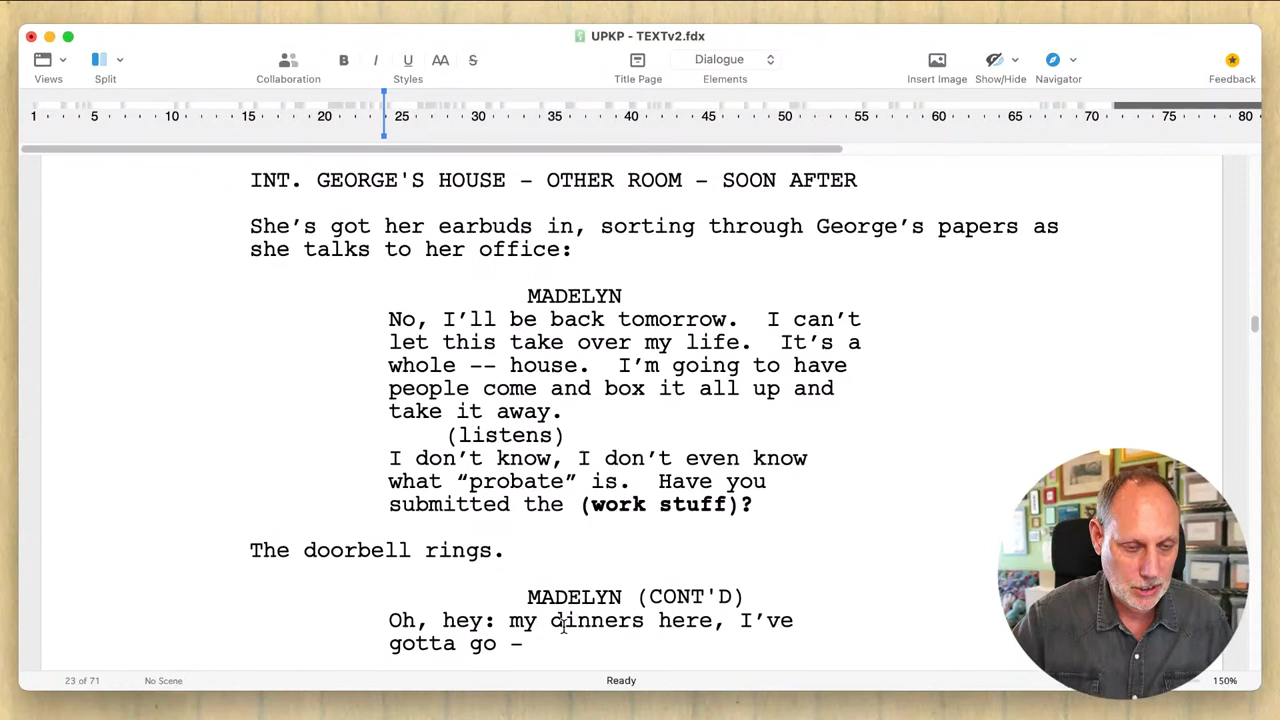 UPKP - TEXTv2.fdx
B I U AA S Dialogue
Views Split Collaboration Styles Title Page Elements Insert Image Show/Hide Navigator Feedback
1 5 10 15 20 25 30 35 40 45 50 55 60 65 70 75 80
INT. GEORGE'S HOUSE – OTHER ROOM – SOON AFTER
She’s got her earbuds in, sorting through George’s papers as
she talks to her office:
MADELYN
No, I’ll be back tomorrow.  I can’t
let this take over my life.  It’s a
whole -- house.  I’m going to have
people come and box it all up and
take it away.
(listens)
I don’t know, I don’t even know
what “probate” is.  Have you
submitted the (work stuff)?
The doorbell rings.
MADELYN (CONT'D)
Oh, hey: my dinners here, I’ve
gotta go –
23 of 71 No Scene Ready 150%